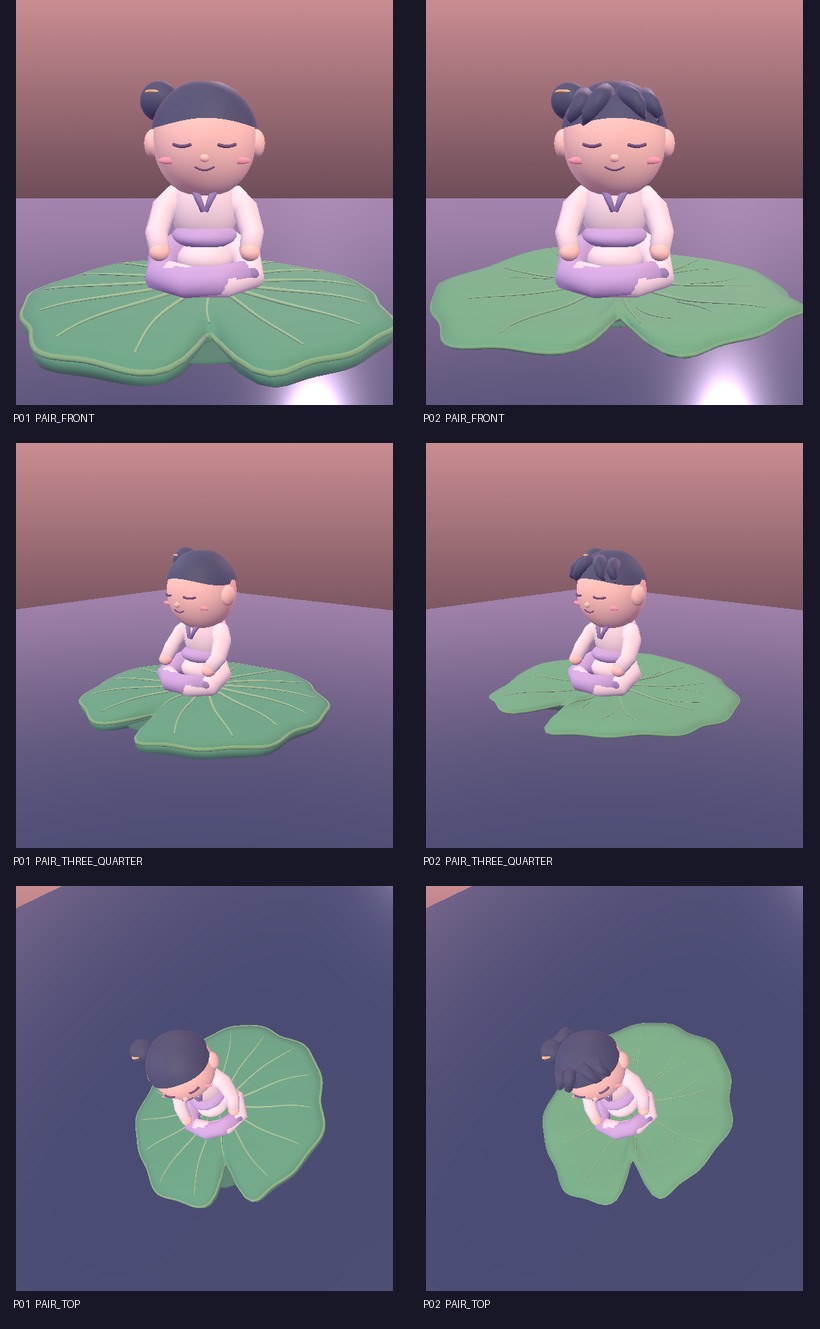 P01 PAIR_FRONT
P02 PAIR_FRONT
P01 PAIR_THREE_QUARTER
P02 PAIR_THREE_QUARTER
P01 PAIR_TOP
P02 PAIR_TOP